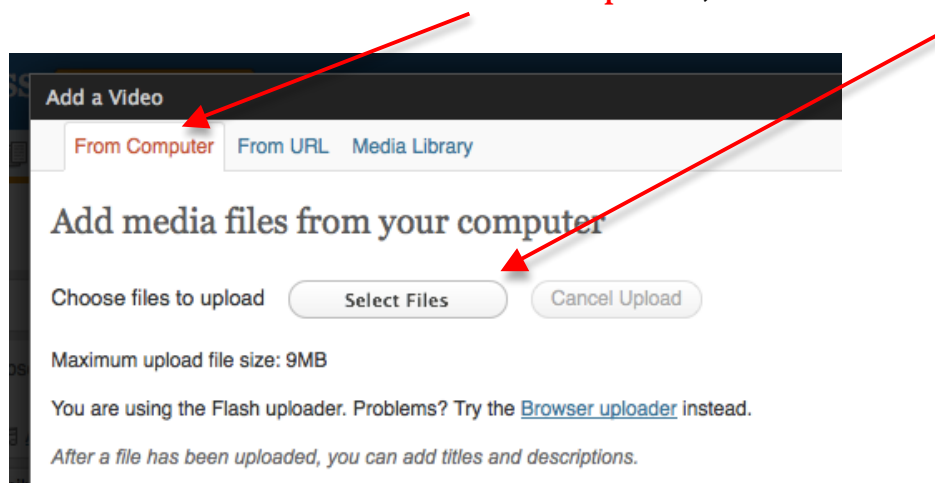 Add a Video
From Computer From URL Media Library
Add media files from your computer
Choose files to upload Select Files Cancel Upload
Maximum upload file size: 9MB
You are using the Flash uploader. Problems? Try the Browser uploader instead.
After a file has been uploaded, you can add titles and descriptions.